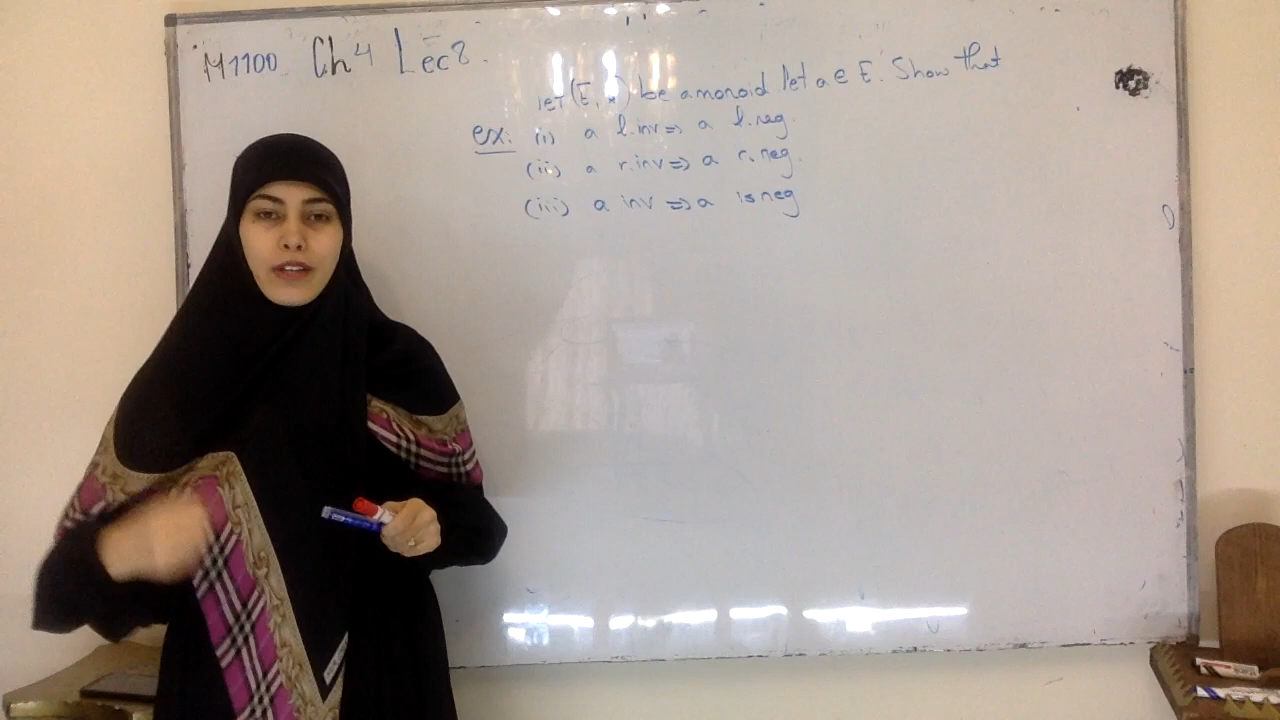 M1100 Ch4 Lec8.
let (E, *) be a monoid let a ∈ E. Show that
ex: (i) a l.inv => a l.reg.
(ii) a r.inv => a r.reg.
(iii) a inv => a is reg